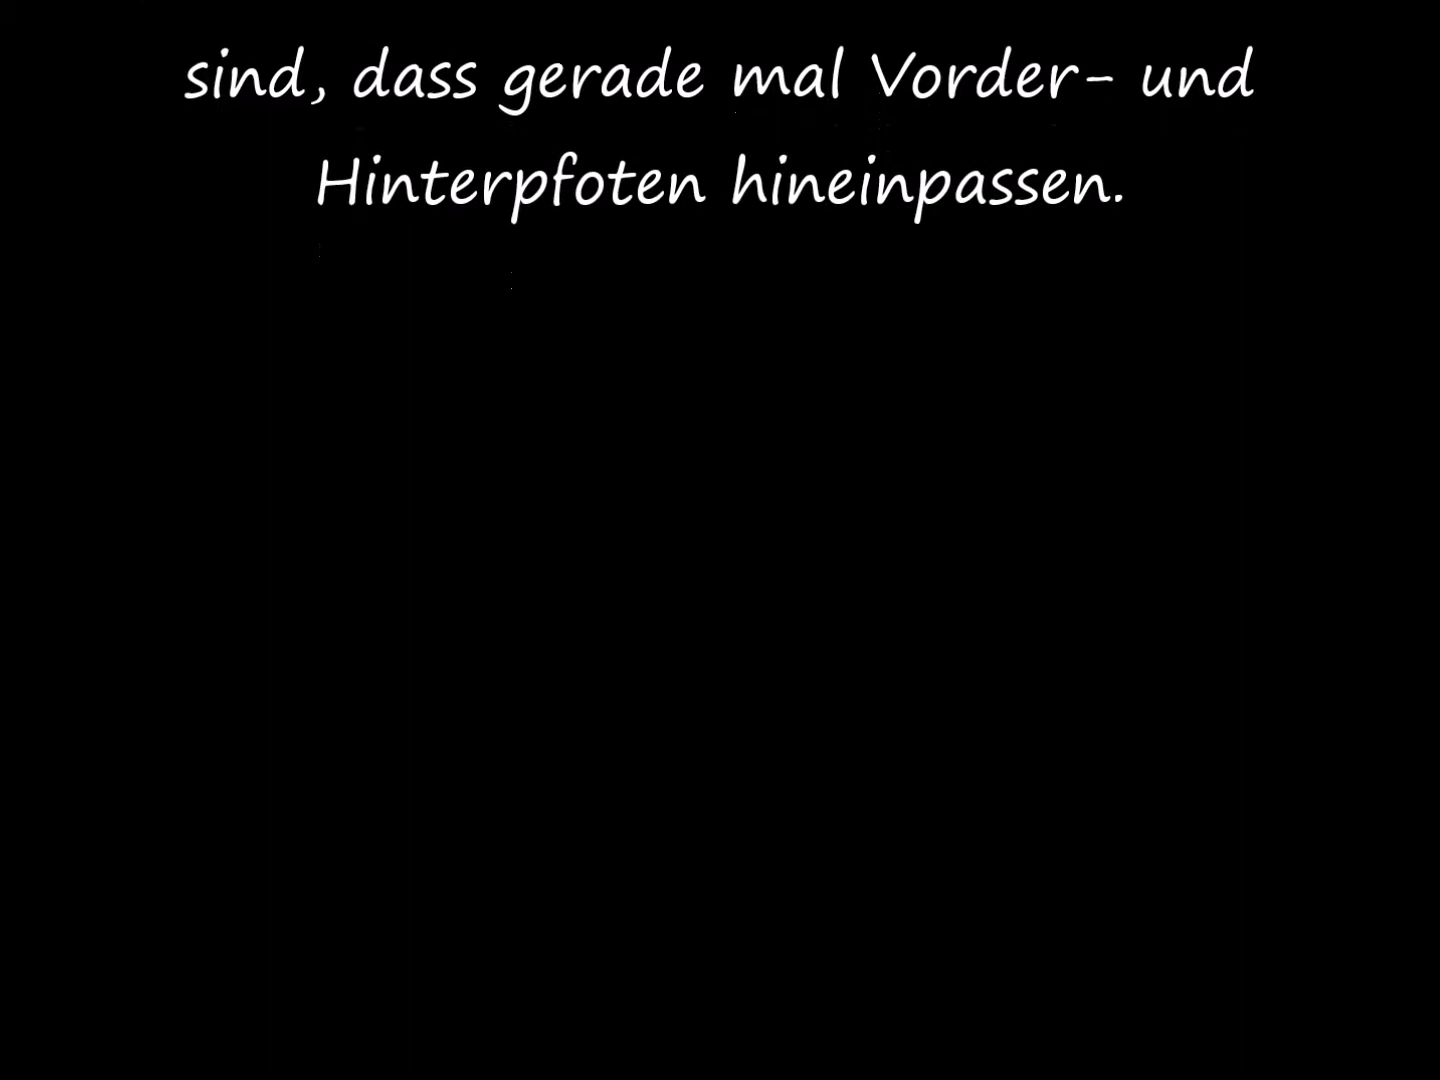 sind, dass gerade mal Vorder- und
Hinterpfoten hineinpassen.